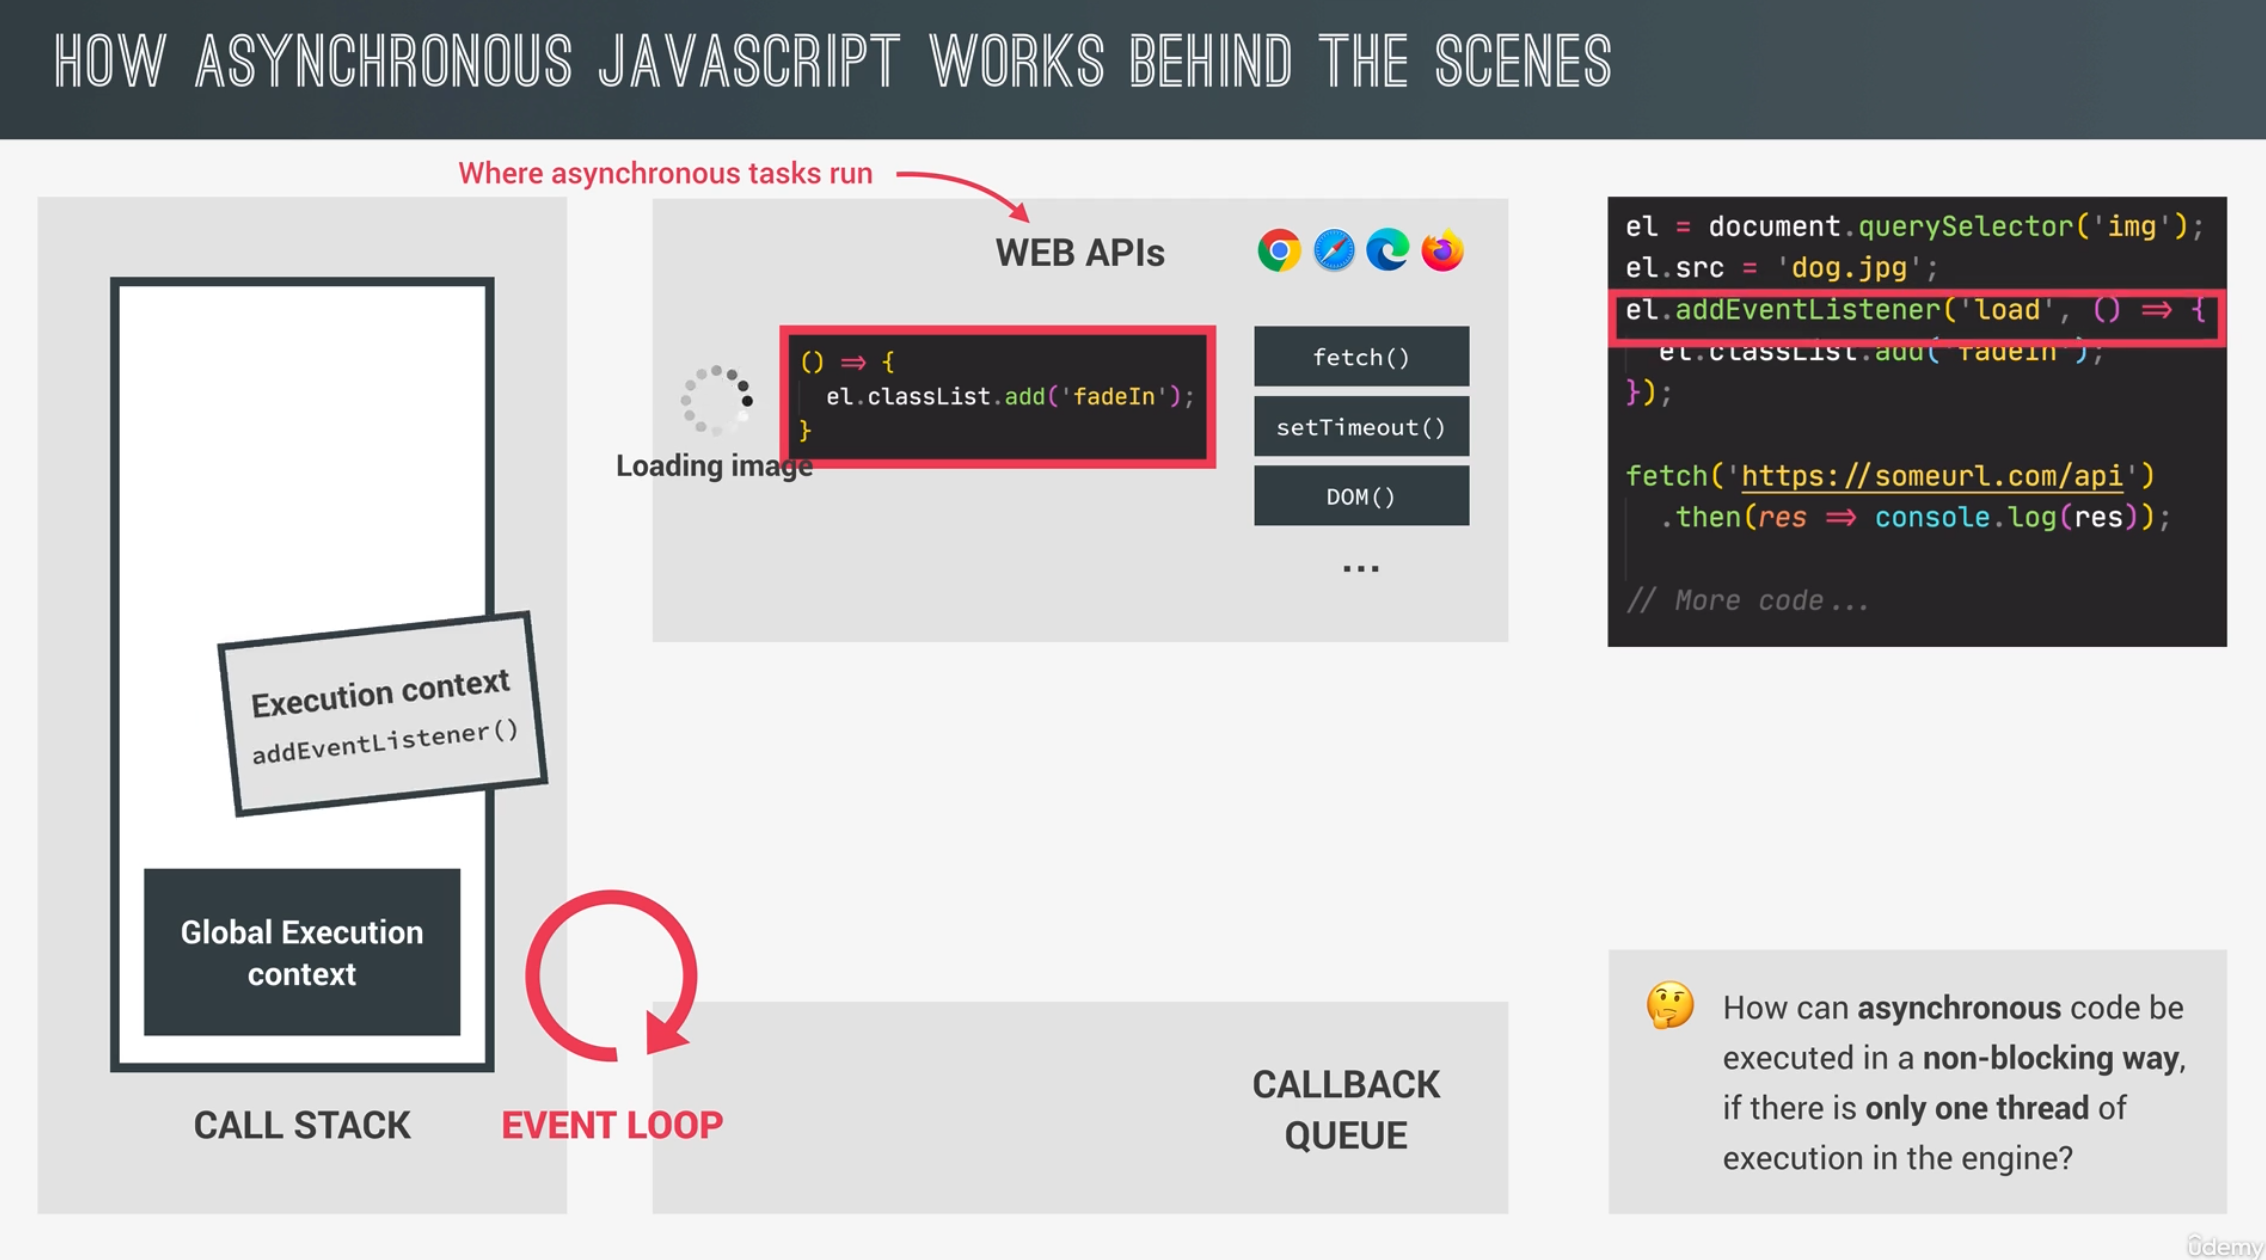 HOW ASYNCHRONOUS JAVASCRIPT WORKS BEHIND THE SCENES
Where asynchronous tasks run
WEB APIs
() => {
el.classList.add('fadeIn');
}
Loading image
fetch()
setTimeout()
DOM()
...
el = document.querySelector('img');
el.src = 'dog.jpg';
el.addEventListener('load', () => {
el.classList.add('fadeIn');
});
fetch('https://someurl.com/api')
.then(res => console.log(res));
// More code...
Execution context
addEventListener()
Global Execution
context
CALL STACK
EVENT LOOP
CALLBACK
QUEUE
How can asynchronous code be
executed in a non-blocking way,
if there is only one thread of
execution in the engine?
ûdemy